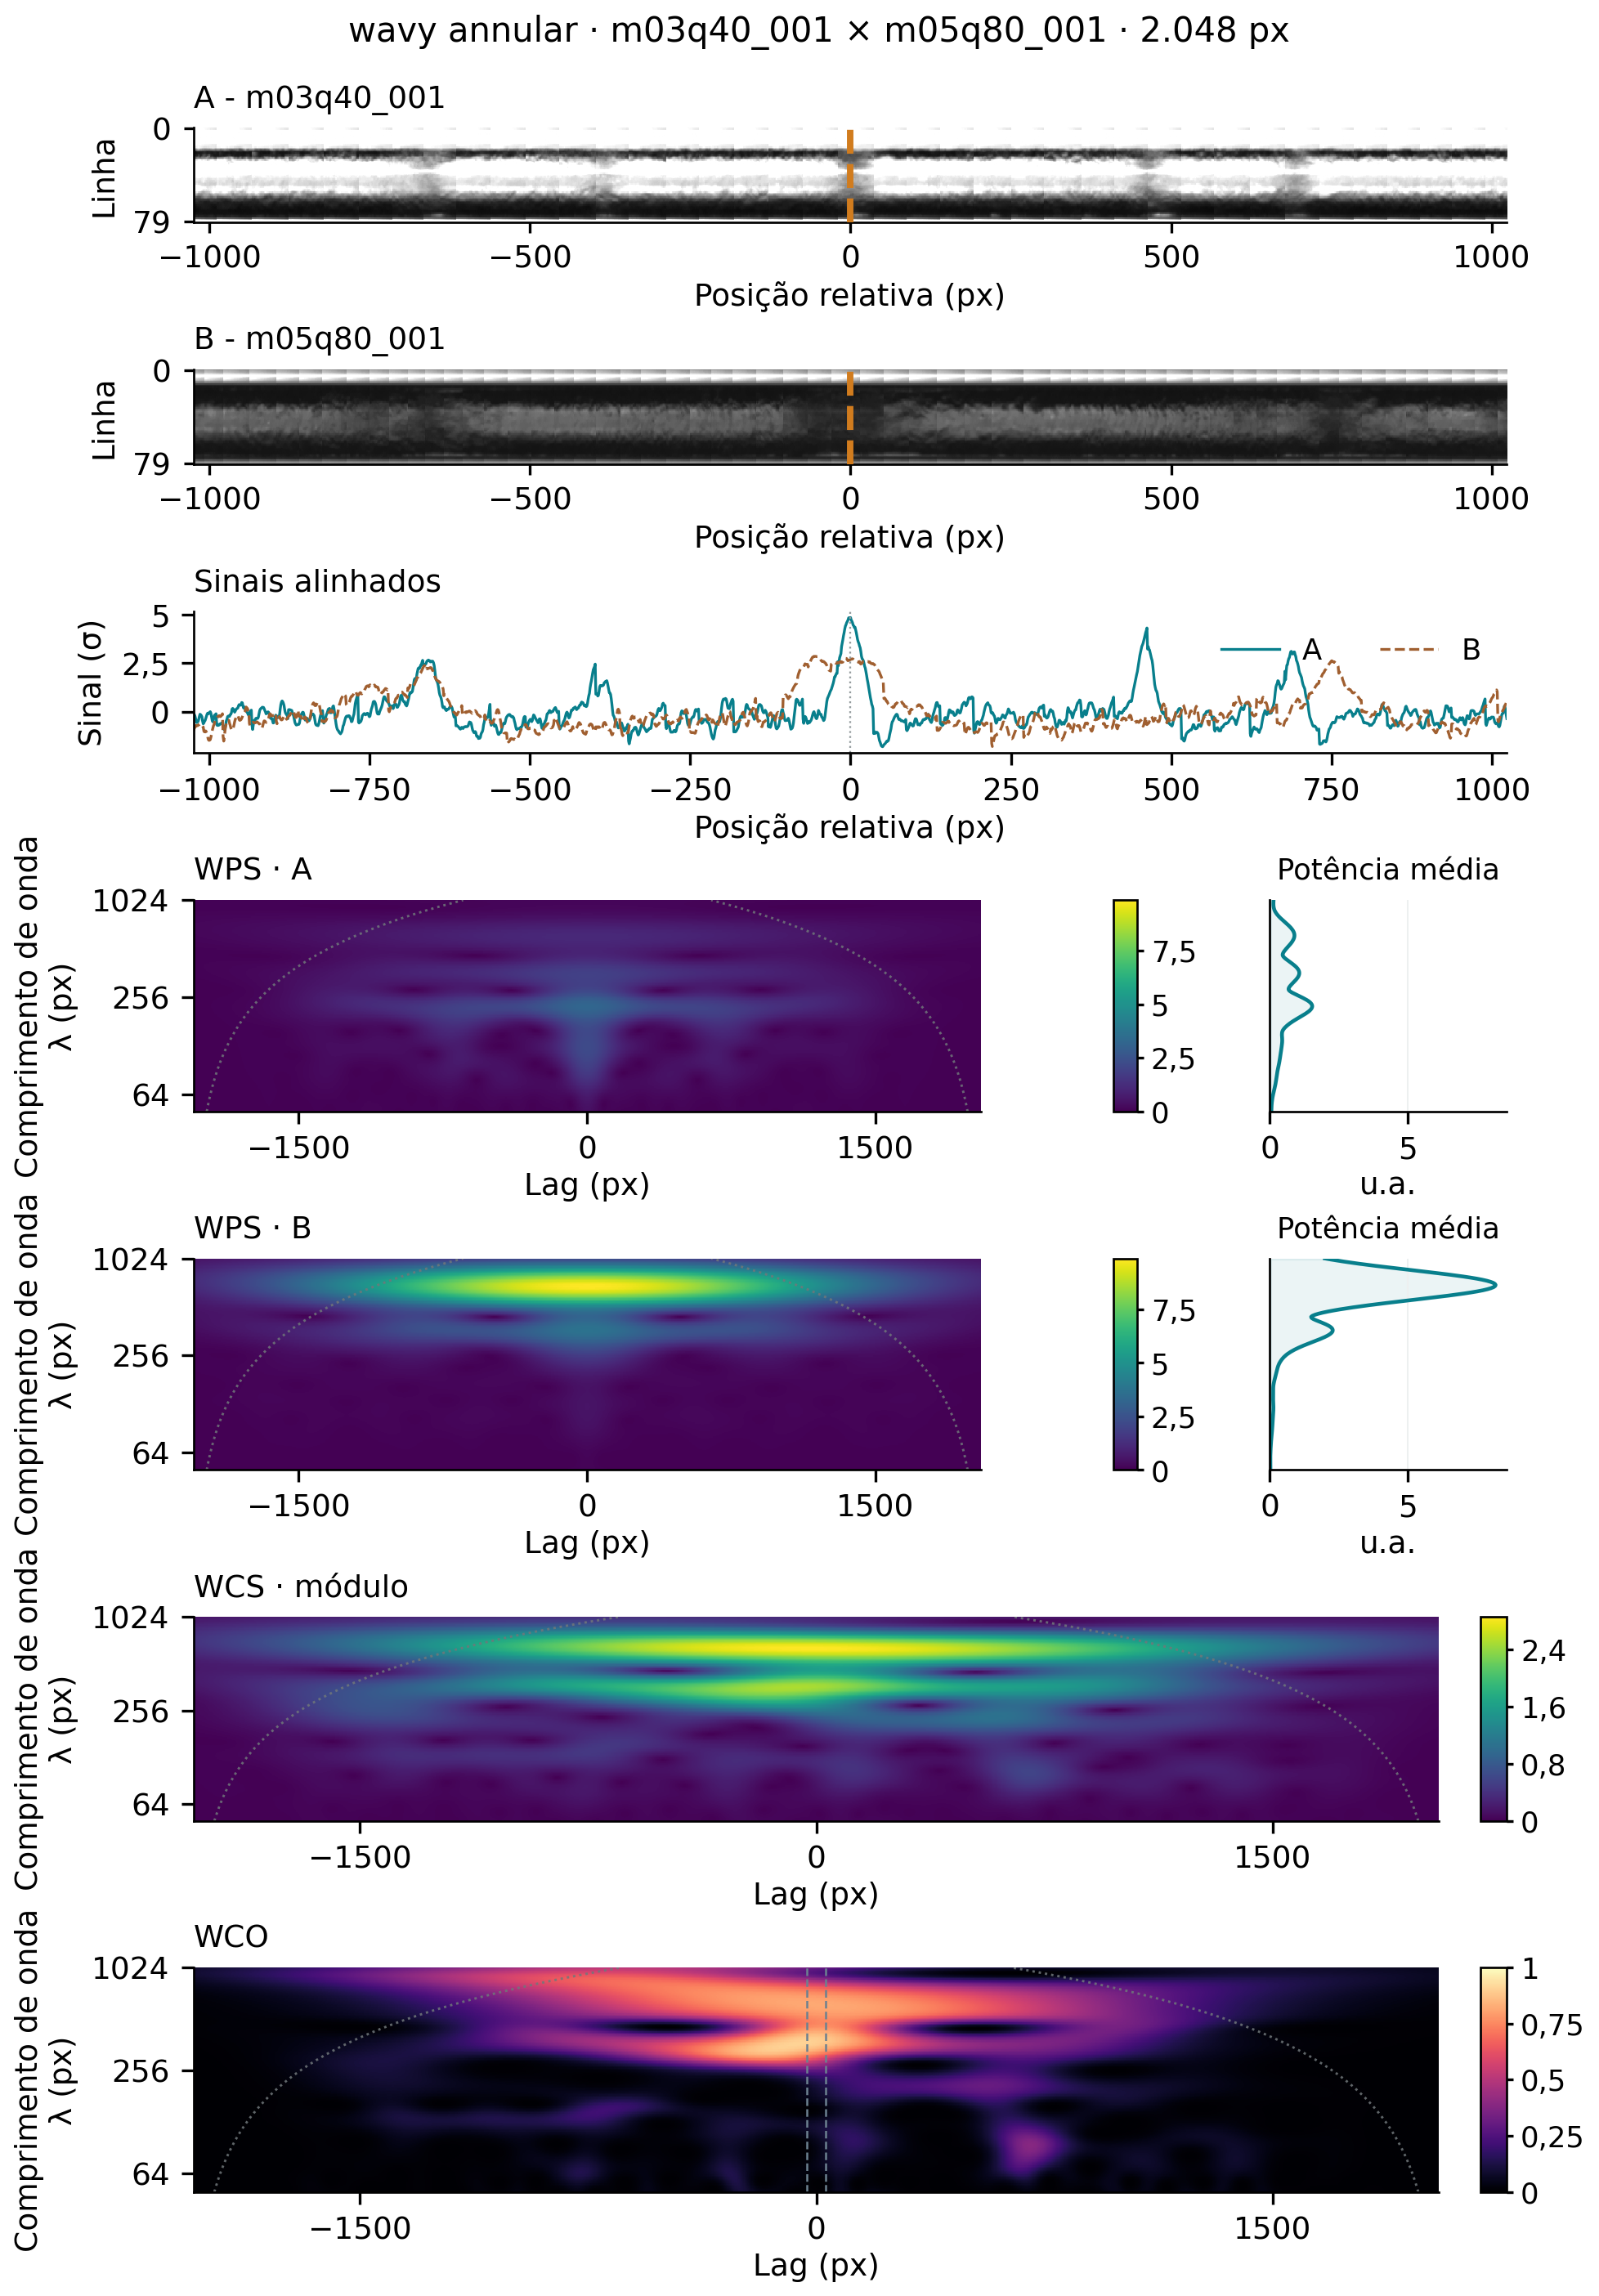 wavy annular · m03q40_001 × m05q80_001 · 2.048 px
A - m03q40_001
Linha
0
79
−1000 −500 0 500 1000
Posição relativa (px)
B - m05q80_001
Linha
0
79
−1000 −500 0 500 1000
Posição relativa (px)
Sinais alinhados
Sinal (σ)
5
2,5
0
A B
−1000 −750 −500 −250 0 250 500 750 1000
Posição relativa (px)
WPS · A
Comprimento de onda
λ (px)
1024
256
64
−1500 0 1500
Lag (px)
7,5
5
2,5
0
Potência média
0 5
u.a.
WPS · B
Comprimento de onda
λ (px)
1024
256
64
−1500 0 1500
Lag (px)
7,5
5
2,5
0
Potência média
0 5
u.a.
WCS · módulo
Comprimento de onda
λ (px)
1024
256
64
−1500 0 1500
Lag (px)
2,4
1,6
0,8
0
WCO
Comprimento de onda
λ (px)
1024
256
64
−1500 0 1500
Lag (px)
1
0,75
0,5
0,25
0